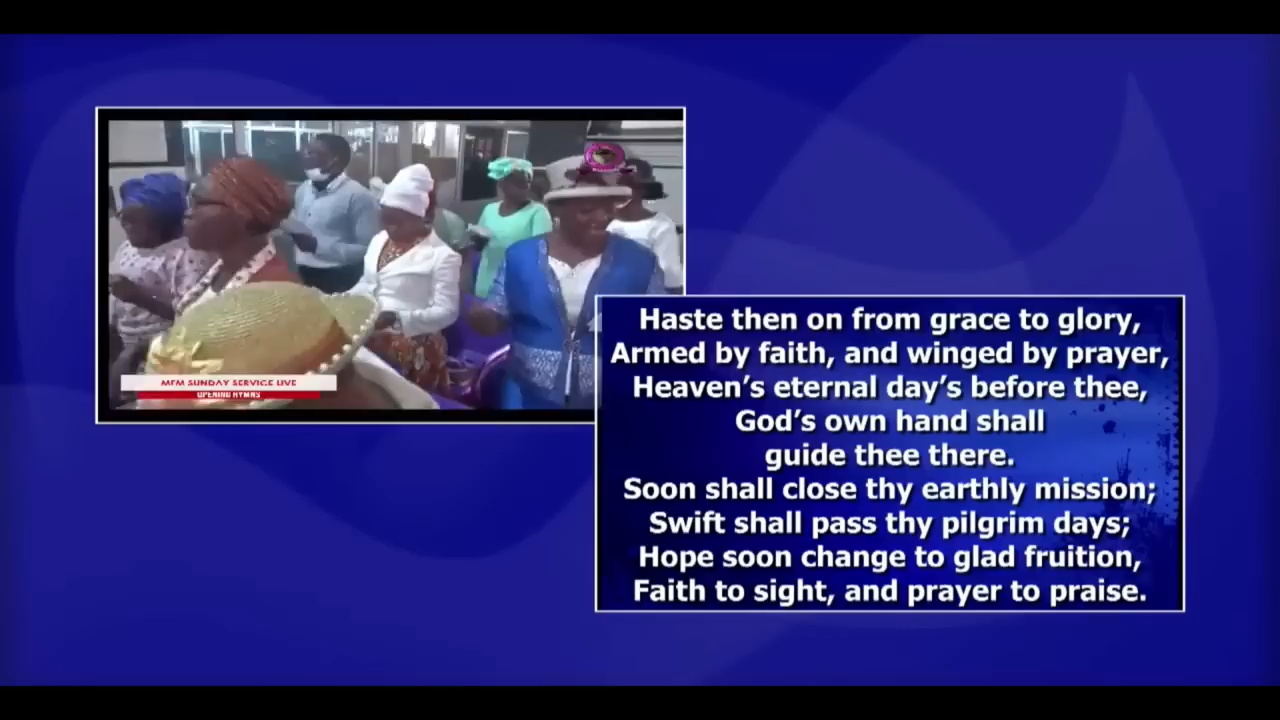 MFM SUNDAY SERVICE LIVE
OPENING HYMNS
Haste then on from grace to glory,
Armed by faith, and winged by prayer,
Heaven’s eternal day’s before thee,
God’s own hand shall
guide thee there.
Soon shall close thy earthly mission;
Swift shall pass thy pilgrim days;
Hope soon change to glad fruition,
Faith to sight, and prayer to praise.